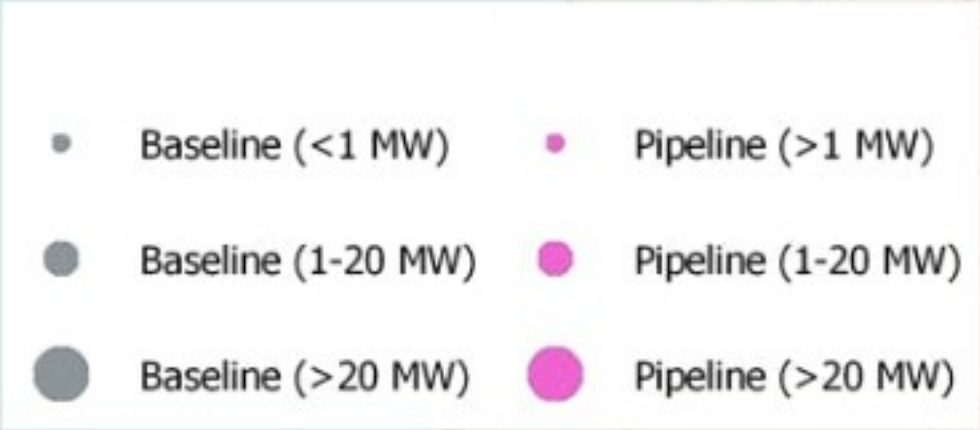 Baseline (<1 MW) Pipeline (>1 MW)
Baseline (1-20 MW) Pipeline (1-20 MW)
Baseline (>20 MW) Pipeline (>20 MW)